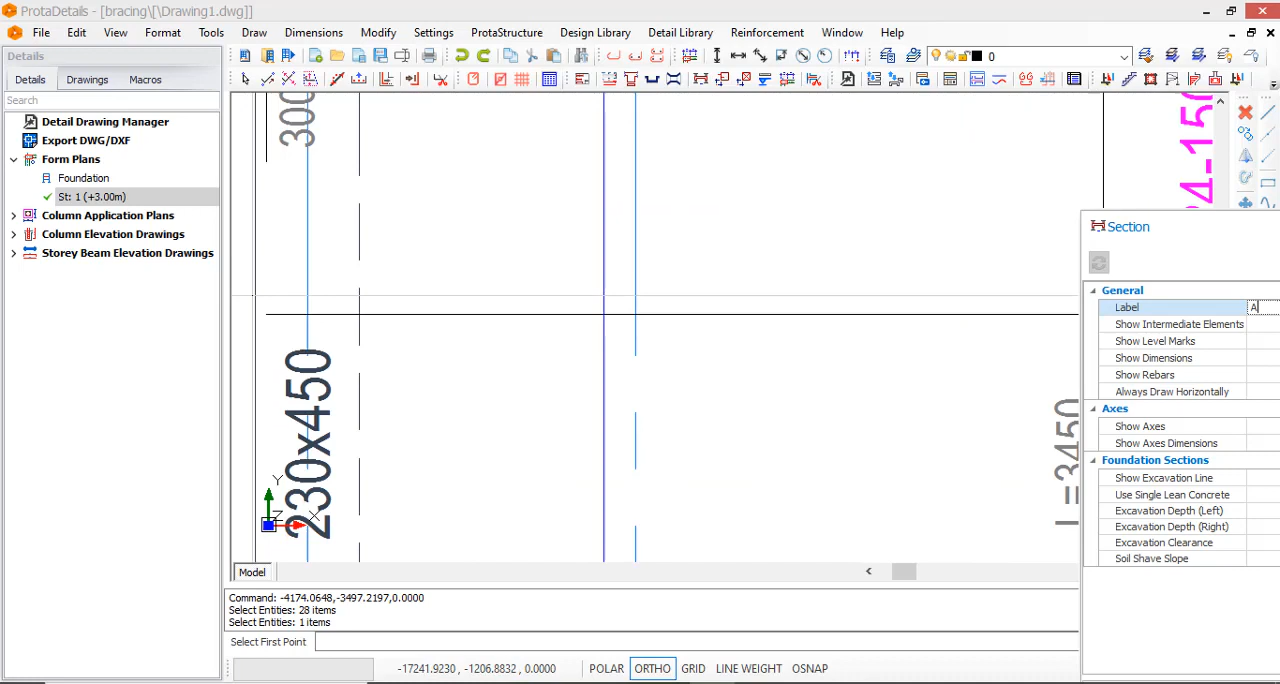 ProtaDetails - [bracing\[\Drawing1.dwg]]
File Edit View Format Tools Draw Dimensions Modify Settings ProtaStructure Design Library Detail Library Reinforcement Window Help
Details
0
Details Drawings Macros
Search
Detail Drawing Manager
Export DWG/DXF
Form Plans
Foundation
St: 1 (+3.00m)
Column Application Plans
Column Elevation Drawings
Storey Beam Elevation Drawings
300
230x450
Y
Z
X
Section
General
Label A
Show Intermediate Elements
Show Level Marks
Show Dimensions
Show Rebars
Always Draw Horizontally
Axes
Show Axes
Show Axes Dimensions
Foundation Sections
Show Excavation Line
Use Single Lean Concrete
Excavation Depth (Left)
Excavation Depth (Right)
Excavation Clearance
Soil Shave Slope
Model
Command: -4174.0648,-3497.2197,0.0000
Select Entities: 28 items
Select Entities: 1 items
Select First Point
-17241.9230 , -1206.8832 , 0.0000 POLAR ORTHO GRID LINE WEIGHT OSNAP